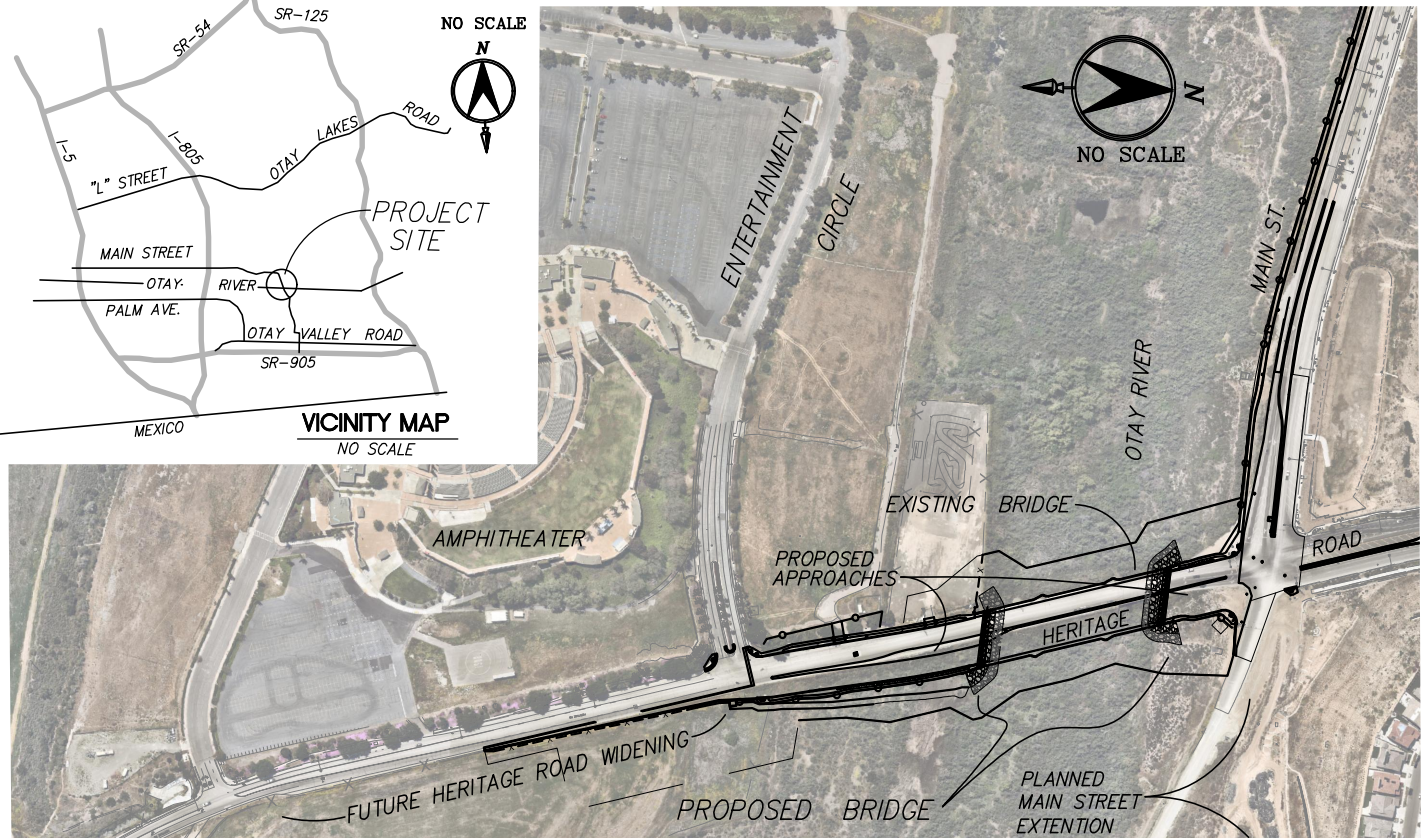 SR-125
SR-54
NO SCALE
N
I-5
I-805
OTAY LAKES ROAD
"L" STREET
PROJECT
SITE
MAIN STREET
OTAY RIVER
PALM AVE.
OTAY VALLEY ROAD
SR-905
MEXICO
VICINITY MAP
NO SCALE
N
NO SCALE
ENTERTAINMENT
CIRCLE
MAIN ST.
OTAY RIVER
EXISTING BRIDGE
AMPHITHEATER
PROPOSED
APPROACHES
HERITAGE ROAD
FUTURE HERITAGE ROAD WIDENING
PROPOSED BRIDGE
PLANNED
MAIN STREET
EXTENTION